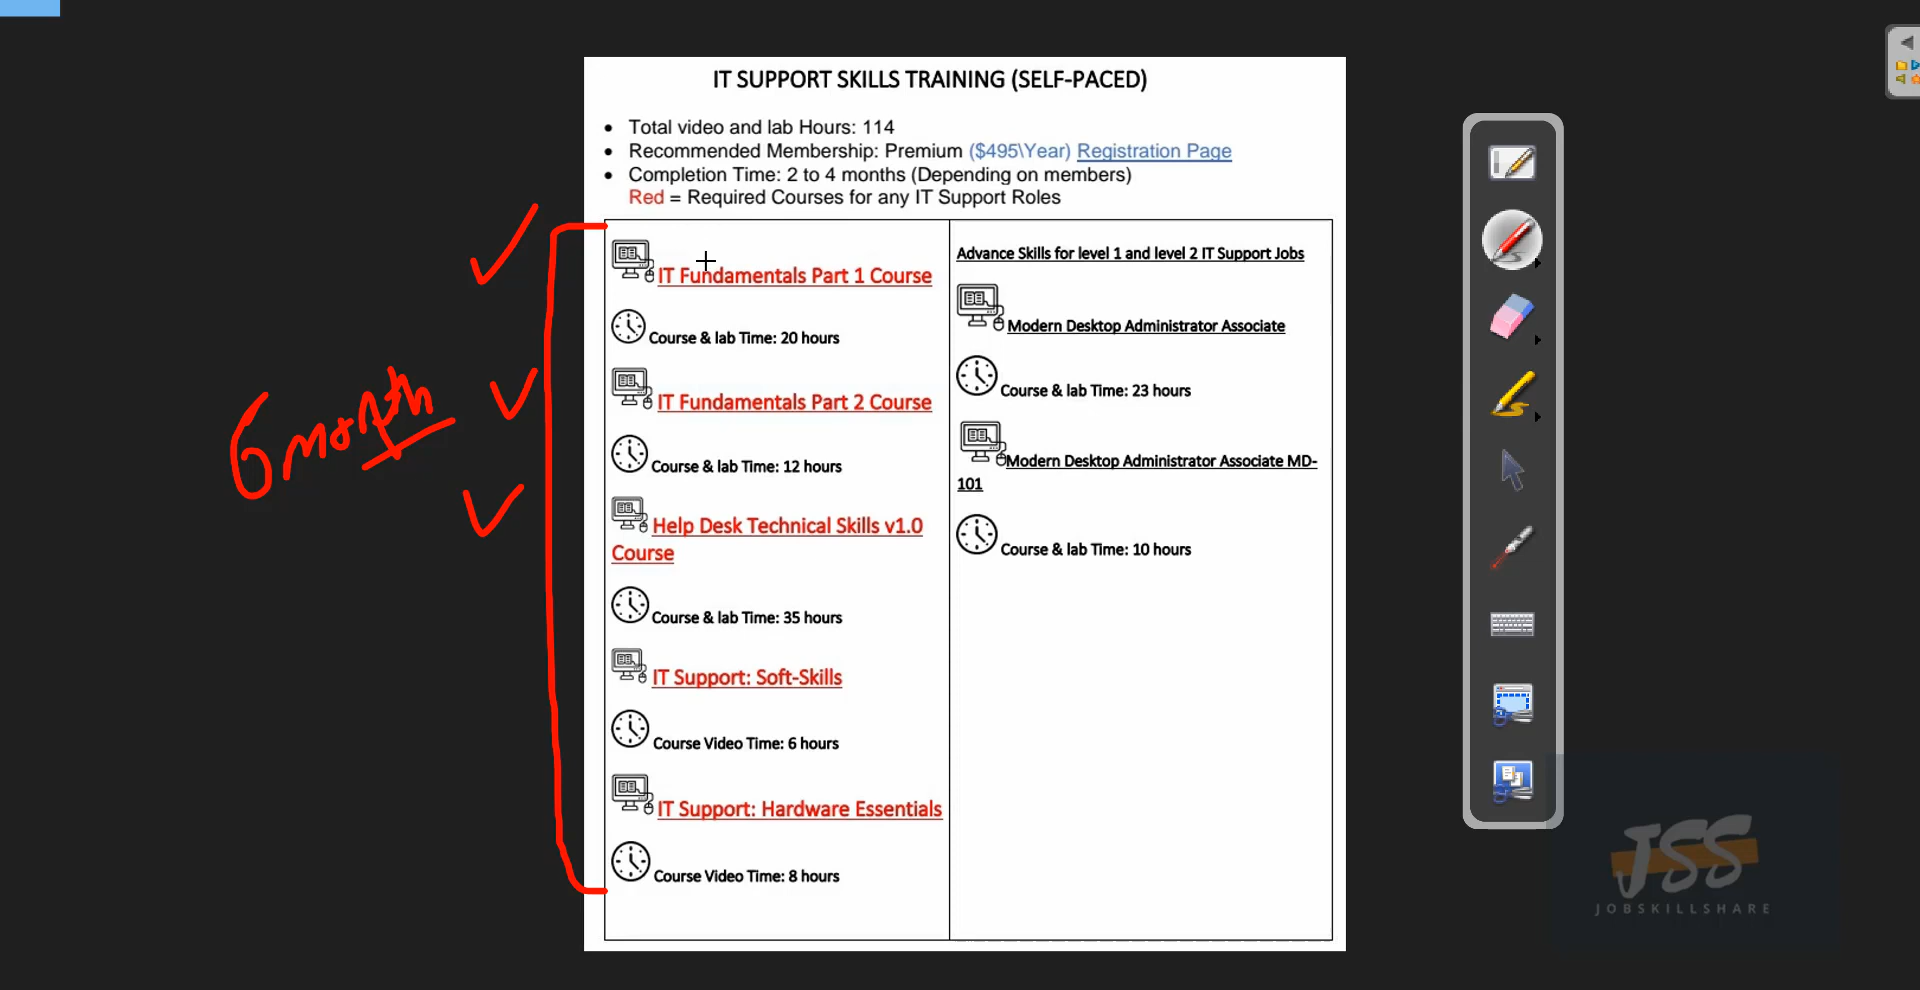 IT SUPPORT SKILLS TRAINING (SELF-PACED)
Total video and lab Hours: 114
Recommended Membership: Premium ($495\Year) Registration Page
Completion Time: 2 to 4 months (Depending on members)
Red = Required Courses for any IT Support Roles
IT Fundamentals Part 1 Course
Course & lab Time: 20 hours
IT Fundamentals Part 2 Course
Course & lab Time: 12 hours
Help Desk Technical Skills v1.0
Course
Course & lab Time: 35 hours
IT Support: Soft-Skills
Course Video Time: 6 hours
IT Support: Hardware Essentials
Course Video Time: 8 hours
Advance Skills for level 1 and level 2 IT Support Jobs
Modern Desktop Administrator Associate
Course & lab Time: 23 hours
Modern Desktop Administrator Associate MD-
101
Course & lab Time: 10 hours
6 month
JSS
JOBSKILLSHARE